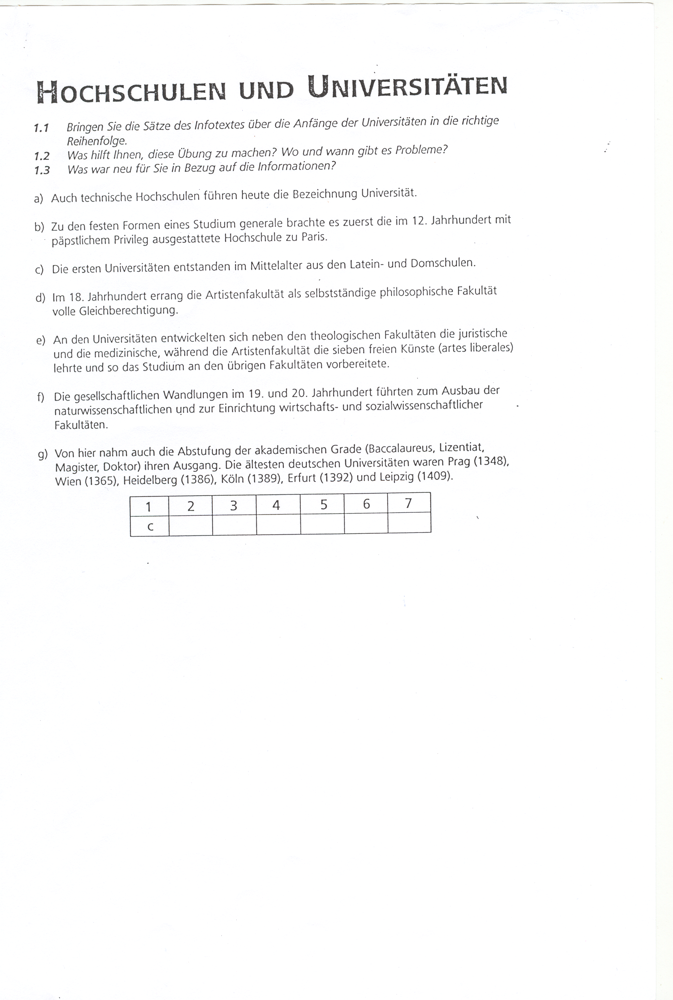 HOCHSCHULEN UND UNIVERSITÄTEN
1.1 Bringen Sie die Sätze des Infotextes über die Anfänge der Universitäten in die richtige
Reihenfolge.
1.2 Was hilft Ihnen, diese Übung zu machen? Wo und wann gibt es Probleme?
1.3 Was war neu für Sie in Bezug auf die Informationen?
a) Auch technische Hochschulen führen heute die Bezeichnung Universität.
b) Zu den festen Formen eines Studium generale brachte es zuerst die im 12. Jahrhundert mit
päpstlichem Privileg ausgestattete Hochschule zu Paris.
c) Die ersten Universitäten entstanden im Mittelalter aus den Latein- und Domschulen.
d) Im 18. Jahrhundert errang die Artistenfakultät als selbstständige philosophische Fakultät
volle Gleichberechtigung.
e) An den Universitäten entwickelten sich neben den theologischen Fakultäten die juristische
und die medizinische, während die Artistenfakultät die sieben freien Künste (artes liberales)
lehrte und so das Studium an den übrigen Fakultäten vorbereitete.
f) Die gesellschaftlichen Wandlungen im 19. und 20. Jahrhundert führten zum Ausbau der
naturwissenschaftlichen und zur Einrichtung wirtschafts- und sozialwissenschaftlicher
Fakultäten.
g) Von hier nahm auch die Abstufung der akademischen Grade (Baccalaureus, Lizentiat,
Magister, Doktor) ihren Ausgang. Die ältesten deutschen Universitäten waren Prag (1348),
Wien (1365), Heidelberg (1386), Köln (1389), Erfurt (1392) und Leipzig (1409).
1 2 3 4 5 6 7
c